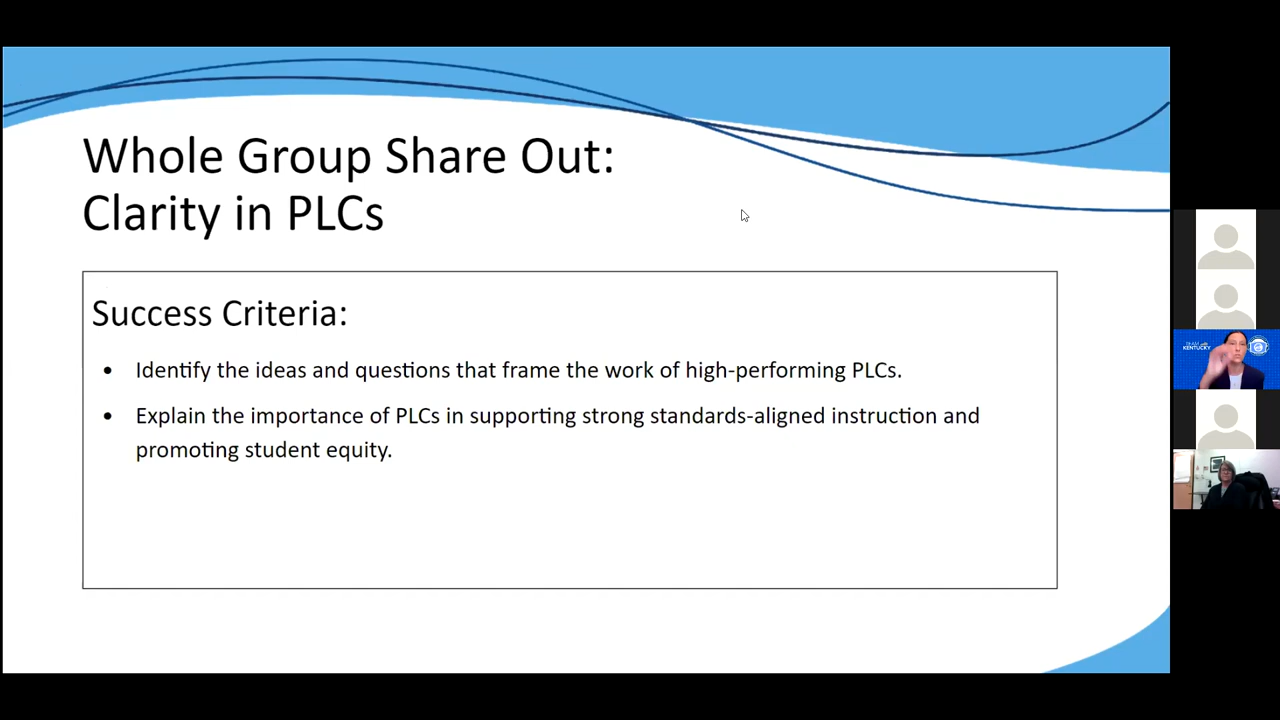 Whole Group Share Out:
Clarity in PLCs
Success Criteria:
• Identify the ideas and questions that frame the work of high-performing PLCs.
• Explain the importance of PLCs in supporting strong standards-aligned instruction and
promoting student equity.
KENTUCKY